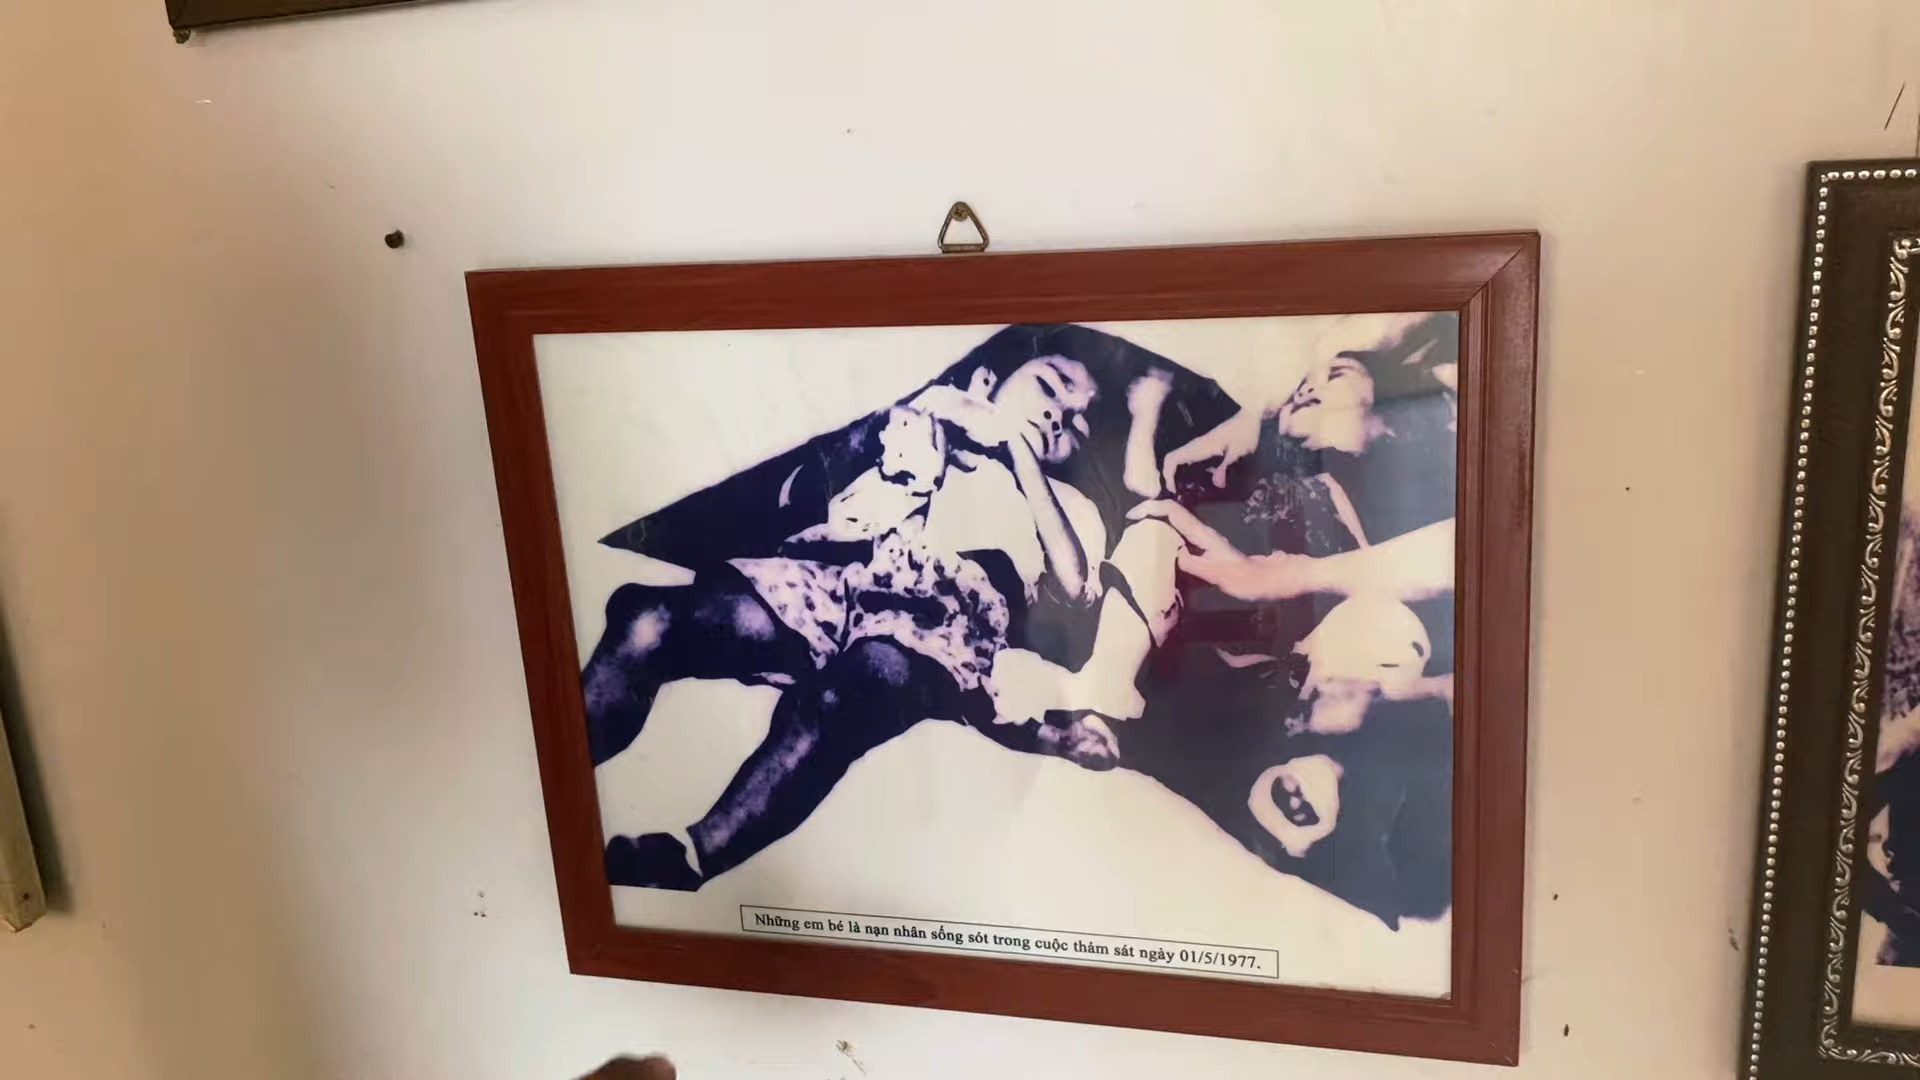 Những em bé là nạn nhân sống sót trong cuộc thảm sát ngày 01/5/1977.